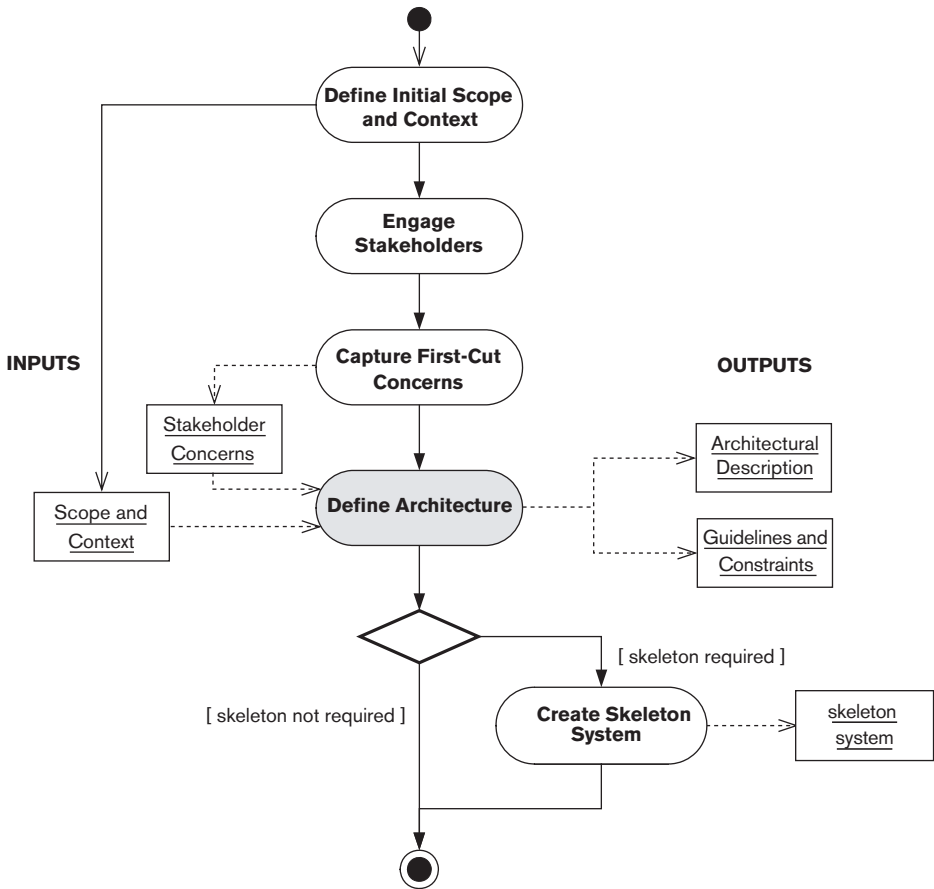 Define Initial Scope
and Context
Engage
Stakeholders
INPUTS
Capture First-Cut
Concerns
OUTPUTS
Stakeholder
Concerns
Architectural
Description
Define Architecture
Scope and
Context
Guidelines and
Constraints
[ skeleton required ]
[ skeleton not required ]
Create Skeleton
System
skeleton
system